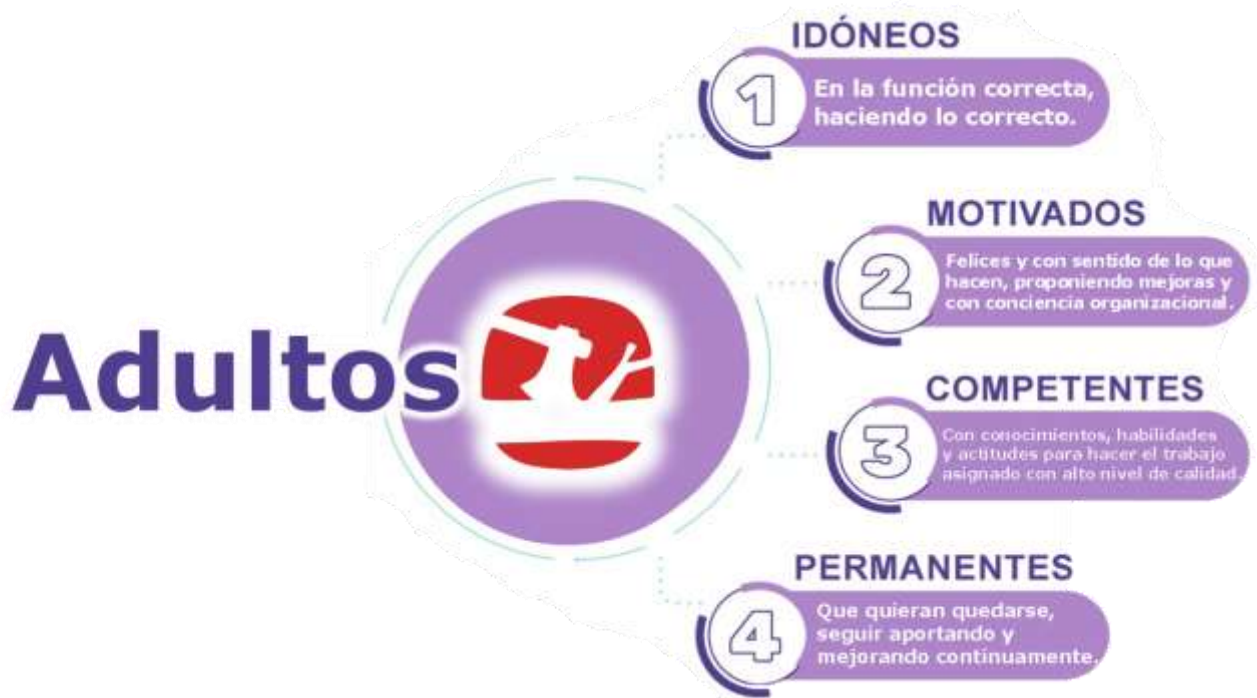 Adultos
IDÓNEOS
1
En la función correcta,
haciendo lo correcto.
MOTIVADOS
2
Felices y con sentido de lo que
hacen, proponiendo mejoras y
con conciencia organizacional.
COMPETENTES
3
Con conocimientos, habilidades
y actitudes para hacer el trabajo
asignado con alto nivel de calidad.
PERMANENTES
4
Que quieran quedarse,
seguir aportando y
mejorando continuamente.